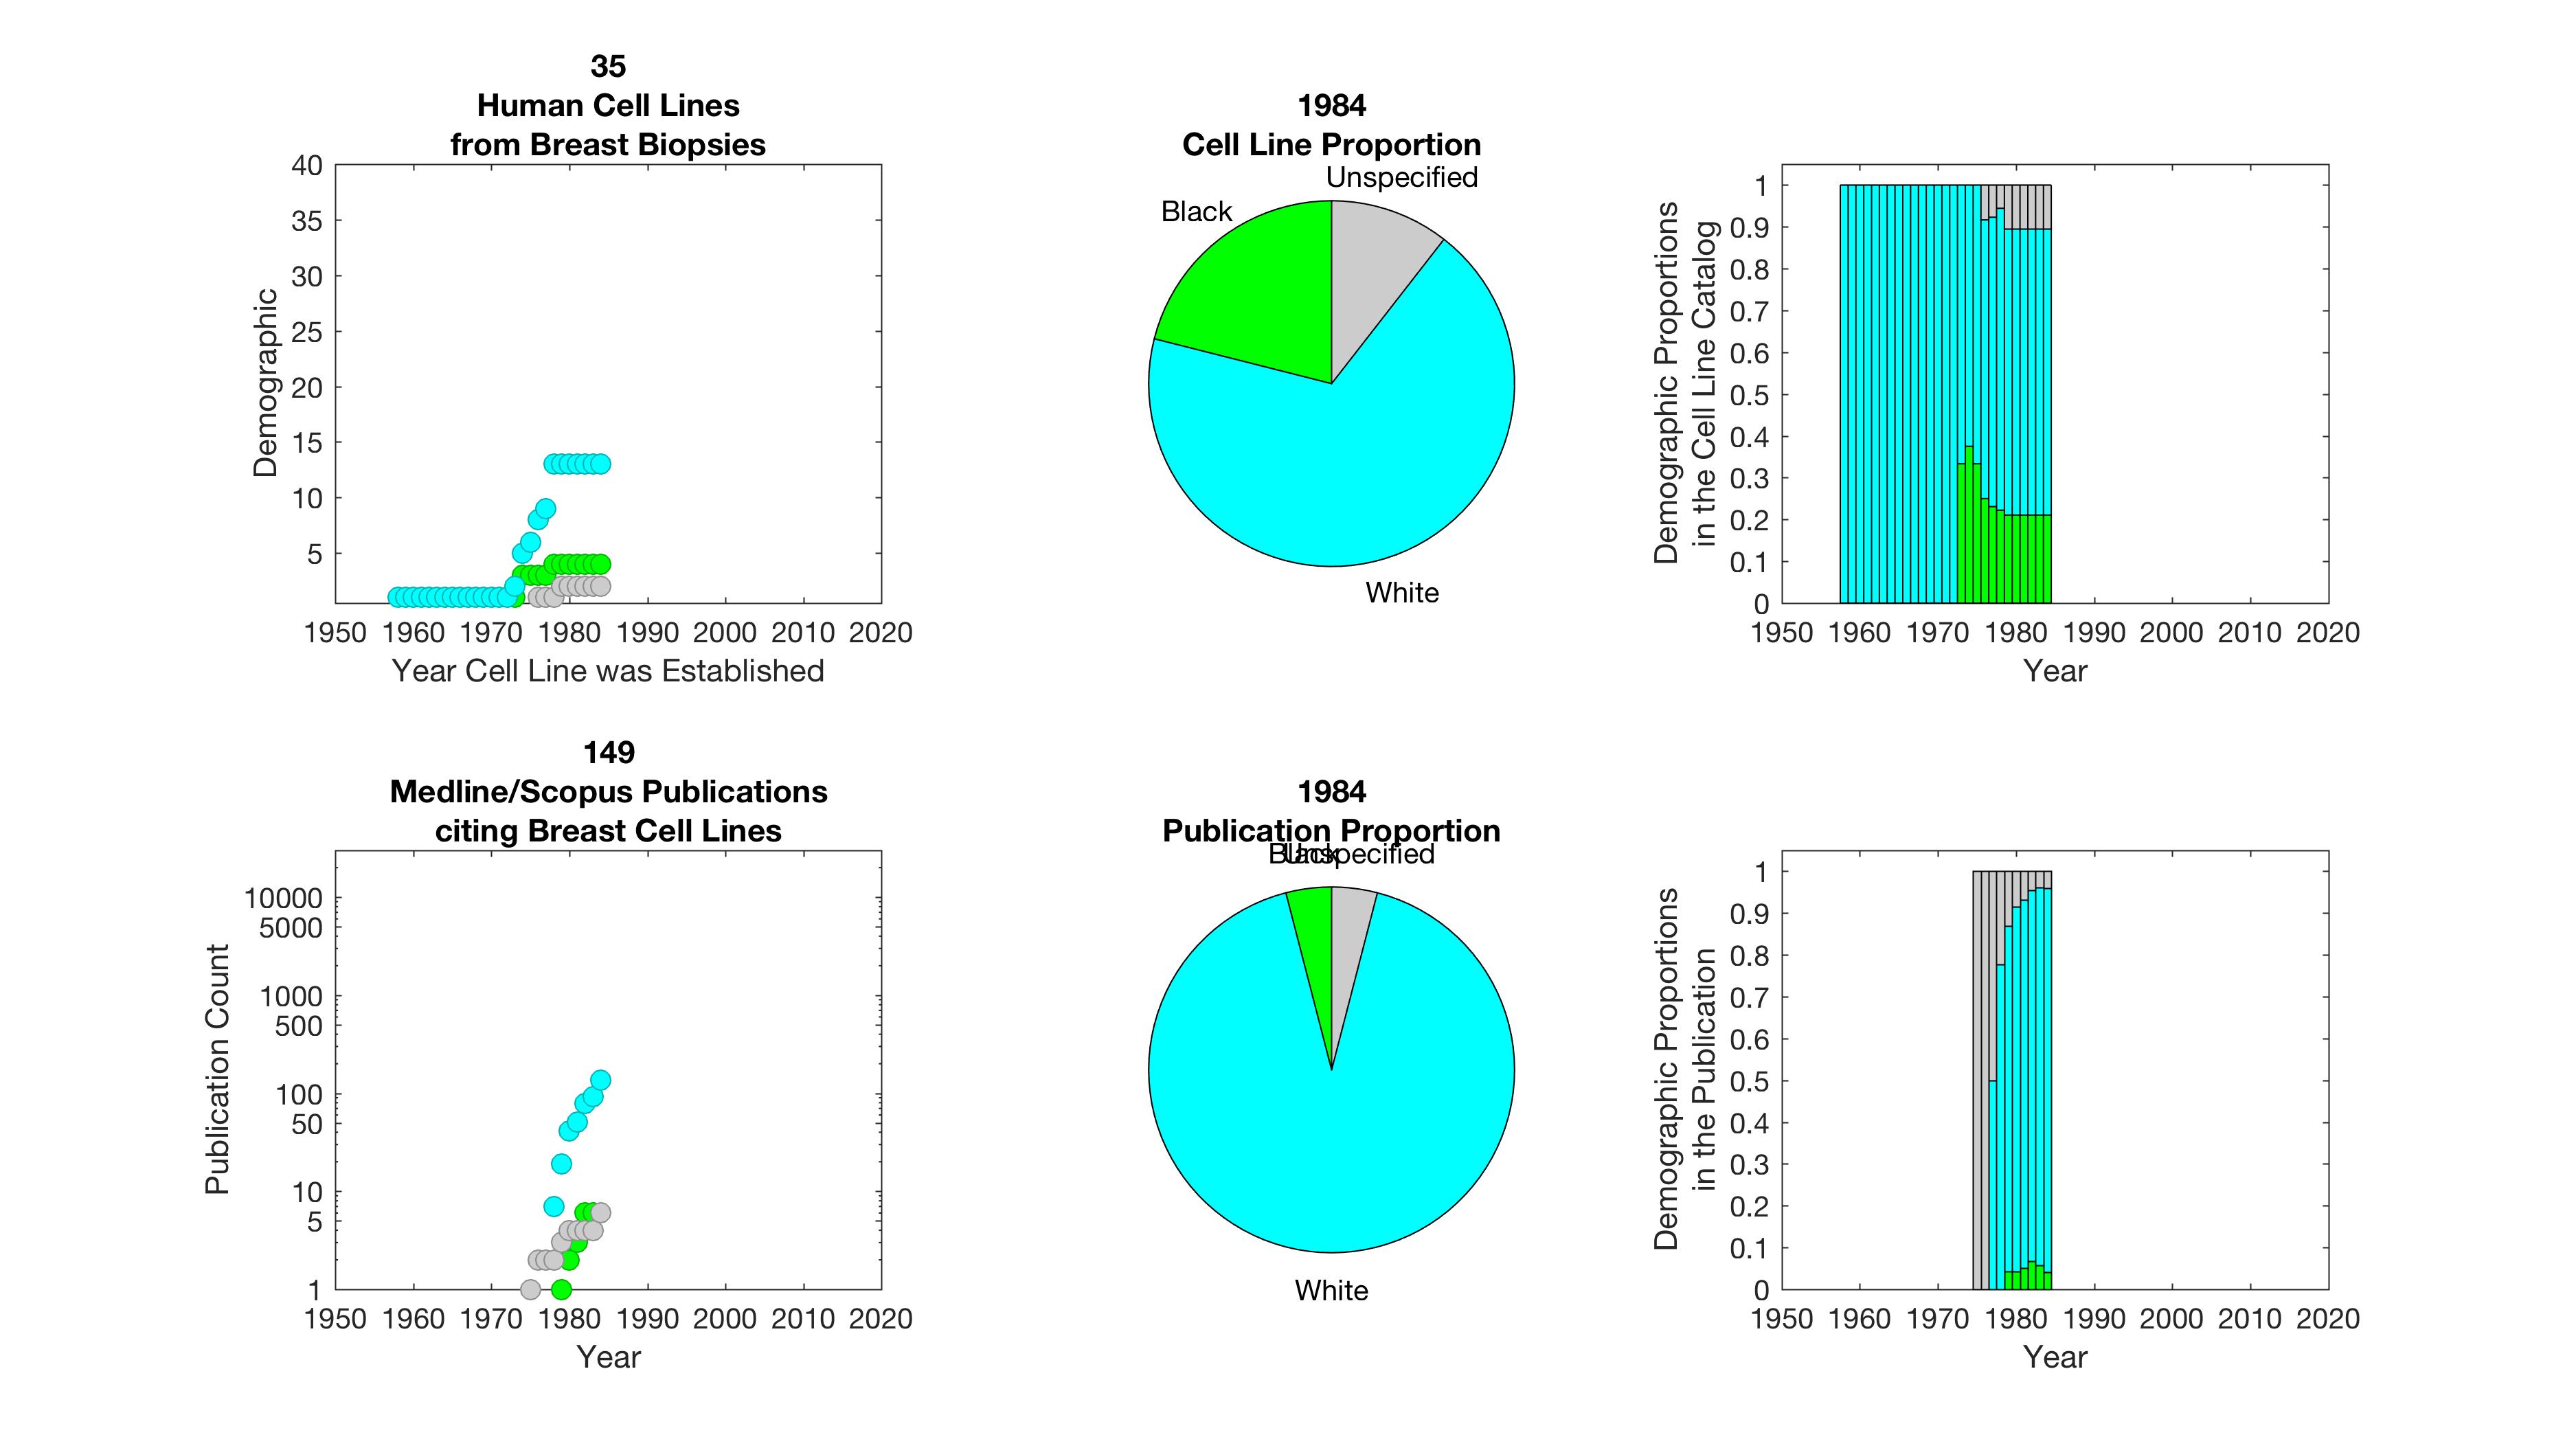 35
Human Cell Lines
from Breast Biopsies
40
35
30
25
20
15
10
5
Demographic
1950 1960 1970 1980 1990 2000 2010 2020
Year Cell Line was Established
1984
Cell Line Proportion
Unspecified
Black
White
Demographic Proportions
in the Cell Line Catalog
1
0.9
0.8
0.7
0.6
0.5
0.4
0.3
0.2
0.1
0
1950 1960 1970 1980 1990 2000 2010 2020
Year
149
Medline/Scopus Publications
citing Breast Cell Lines
10000
5000
1000
500
100
50
10
5
1
Publication Count
1950 1960 1970 1980 1990 2000 2010 2020
Year
1984
Publication Proportion
Black
Unspecified
White
Demographic Proportions
in the Publication
1
0.9
0.8
0.7
0.6
0.5
0.4
0.3
0.2
0.1
0
1950 1960 1970 1980 1990 2000 2010 2020
Year